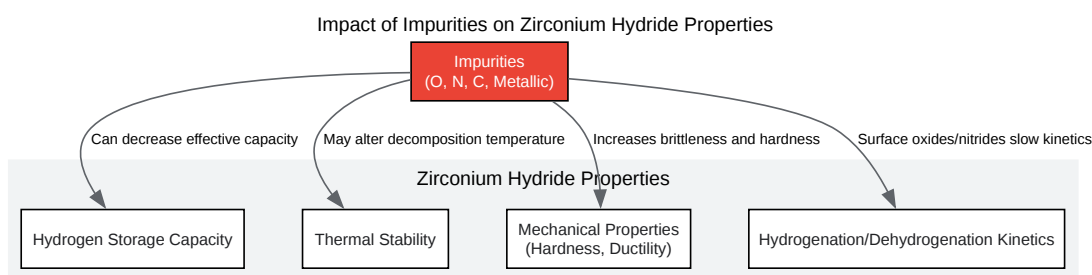 Impact of Impurities on Zirconium Hydride Properties
Impurities
(O, N, C, Metallic)
Can decrease effective capacity
May alter decomposition temperature
Increases brittleness and hardness
Surface oxides/nitrides slow kinetics
Zirconium Hydride Properties
Hydrogen Storage Capacity
Thermal Stability
Mechanical Properties
(Hardness, Ductility)
Hydrogenation/Dehydrogenation Kinetics